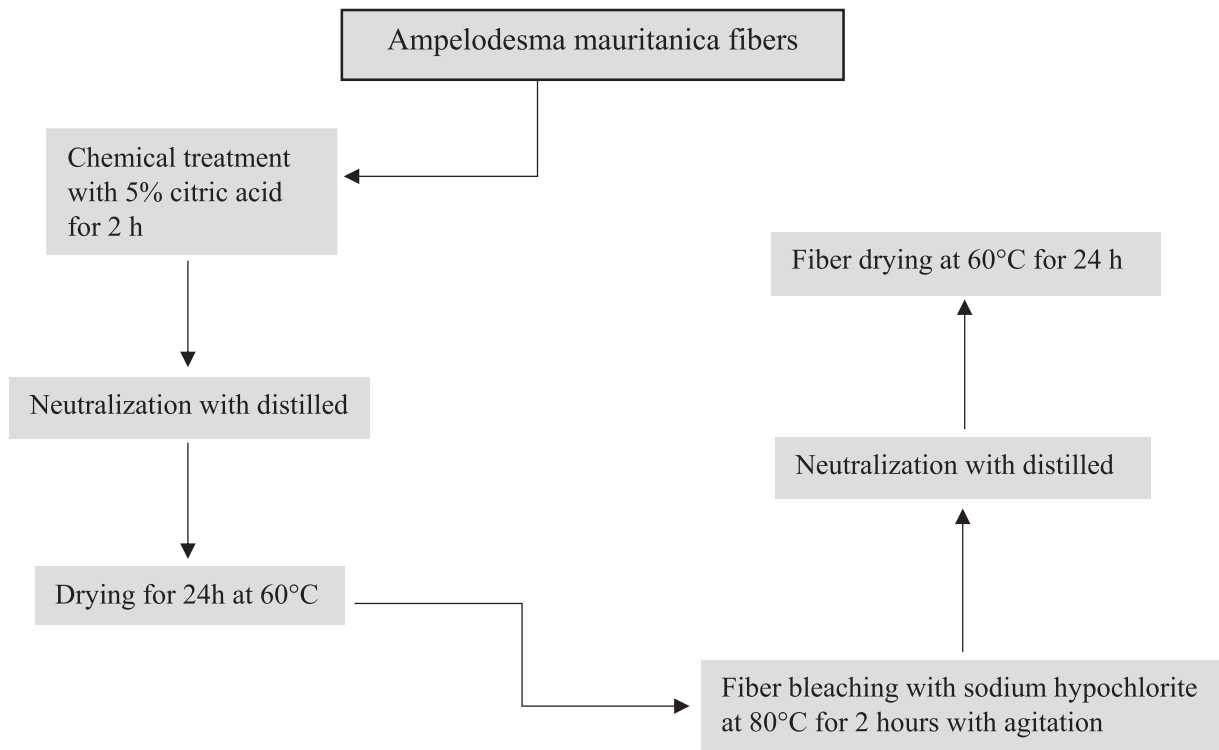 Ampelodesma mauritanica fibers
Chemical treatment
with 5% citric acid
for 2 h
Neutralization with distilled
Drying for 24h at 60°C
Fiber bleaching with sodium hypochlorite
at 80°C for 2 hours with agitation
Neutralization with distilled
Fiber drying at 60°C for 24 h